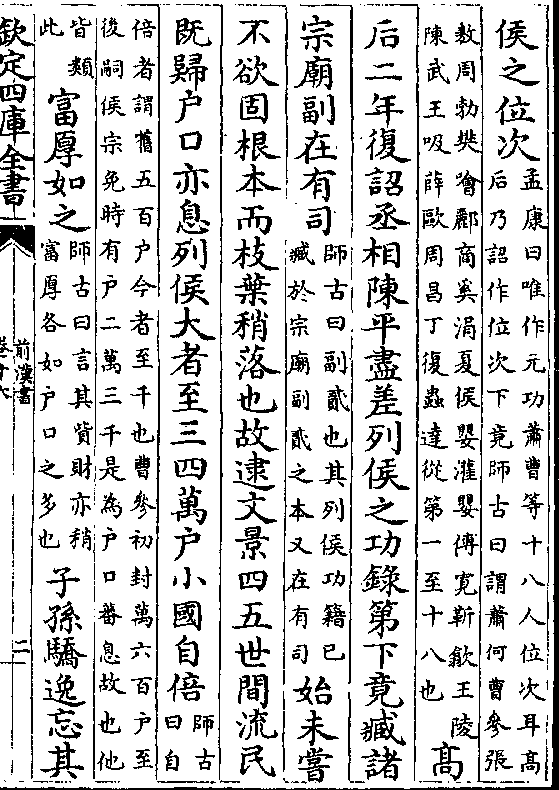 侯之位次孟康曰唯作元功蕭曹等十八人位次耳高后乃詔作位次下竟師古曰謂蕭何曹參張
敖周勃樊噲酈商奚涓夏侯嬰灌嬰傅寛靳歙王陵陳武王吸薛歐周昌丁復蟲達從第一至十八也高
后二年復詔丞相陳平盡差列侯之功錄第下竟臧諸
宗廟副在有司師古曰副貳也其列侯功籍已臧於宗廟副貳之本又在有司始未嘗
不欲固根本而枝葉稍落也故逮文景四五世間流民
既歸户口亦息列侯大者至三四萬户小國自倍師古曰自
倍者謂舊五百户今者至千也曹參初封萬六百户至後嗣侯宗免時有户二萬三千是為户口蕃息故也他
皆類此富厚如之師古曰言其貲財亦稍富厚各如户口之多也子孫驕逸忘其
欽定四庫全書
前漢書
卷十六
二